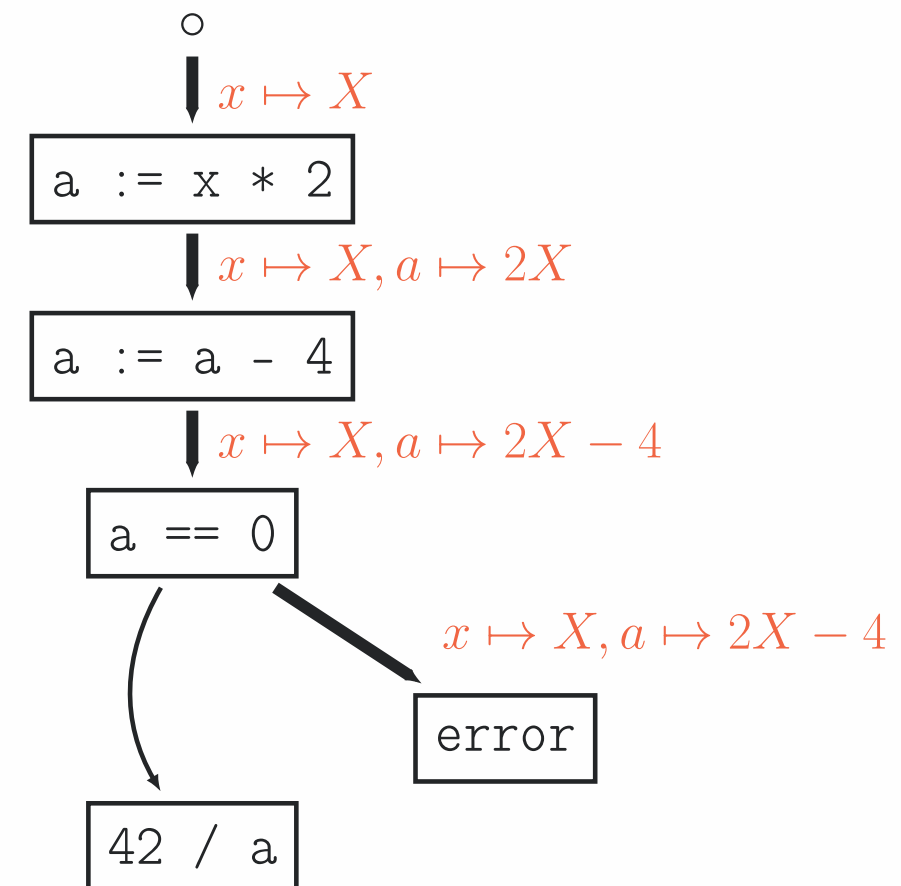 x ↦ X
a := x * 2
x ↦ X, a ↦ 2X
a := a - 4
x ↦ X, a ↦ 2X − 4
a == 0
x ↦ X, a ↦ 2X − 4
error
42 / a